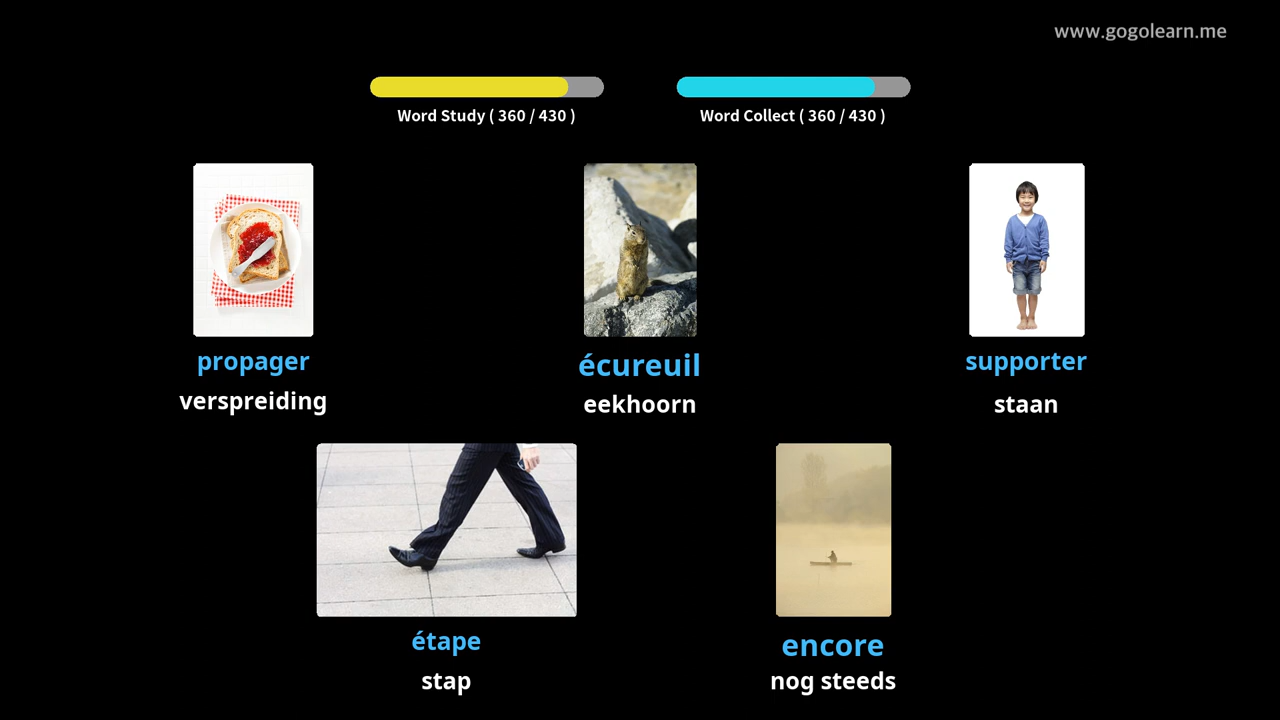 www.gogolearn.me
Word Study ( 360 / 430 )
Word Collect ( 360 / 430 )
propager
écureuil
supporter
verspreiding
eekhoorn
staan
étape
encore
stap
nog steeds